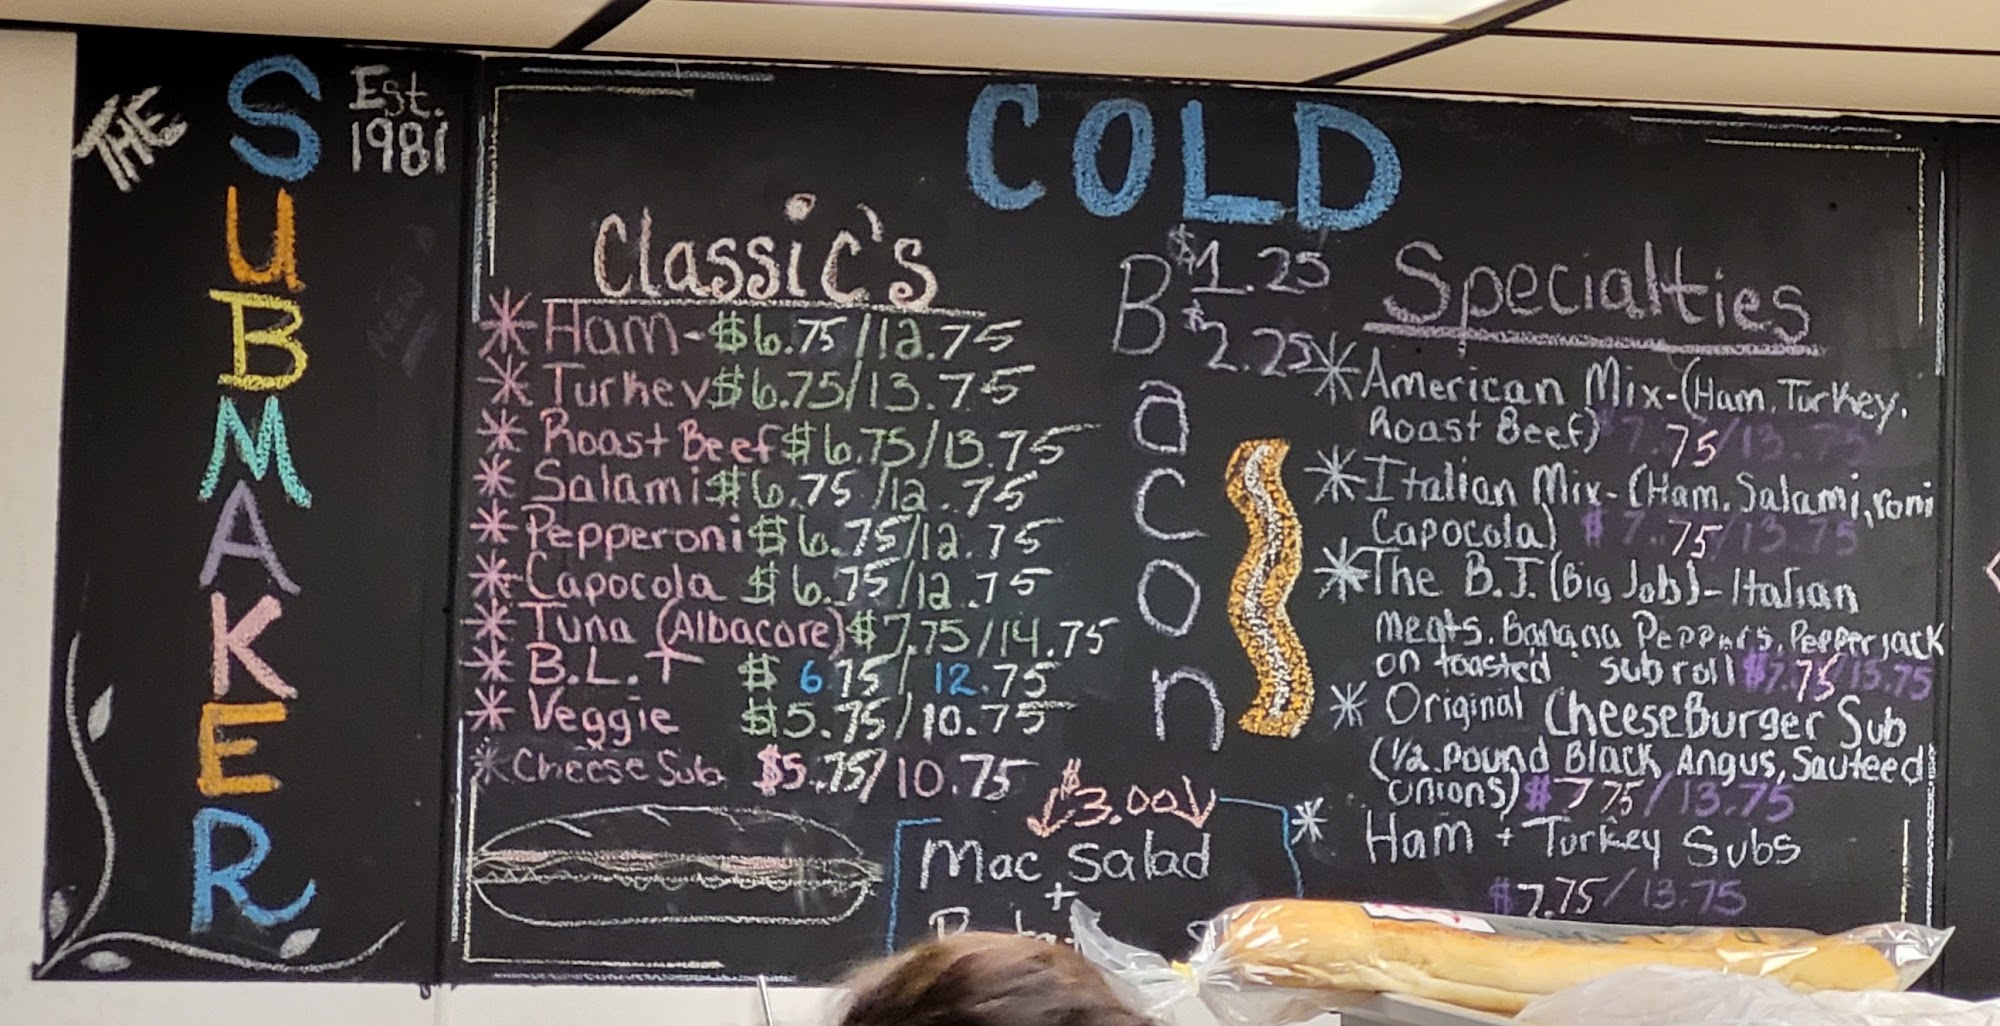 THE
SUBMAKER
Est.
1981
COLD
Classic's
* Ham - $6.75/12.75
* Turkey $6.75/13.75
* Roast Beef $6.75/13.75
* Salami $6.75/12.75
* Pepperoni $6.75/12.75
* Capocola $6.75/12.75
* Tuna (Albacore) $7.75/14.75
* B.L.T $6.75/12.75
* Veggie $5.75/10.75
* Cheese Sub $5.75/10.75
B $1.25
B $2.25
acon
$3.00
Mac Salad
+
Specialties
* American Mix - (Ham, Turkey,
Roast Beef) $7.75/13.75
* Italian Mix - (Ham, Salami, roni
Capocola) $7.75/13.75
* The B.J. (Big Job) - Italian
meats, Banana Peppers, Pepper jack
on toasted sub roll $7.75/13.75
* Original CheeseBurger Sub
(1/2 pound Black Angus, Sauteed
onions) $7.75/13.75
* Ham + Turkey Subs
$7.75/13.75